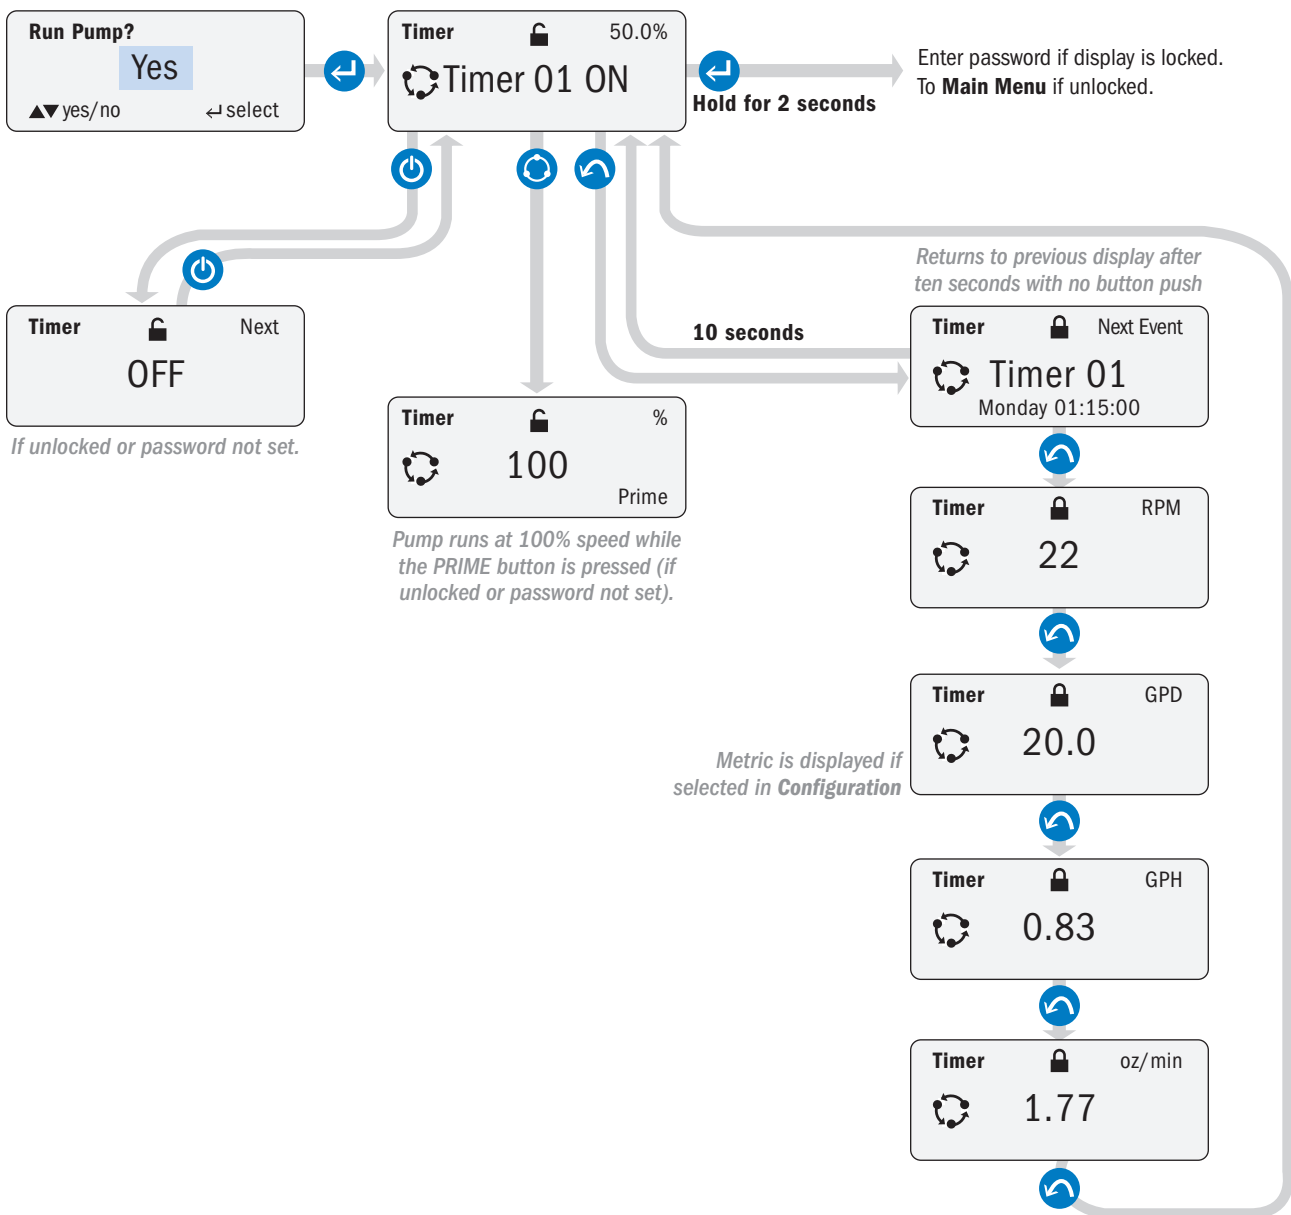 Run Pump?
Yes
▲▼ yes/no ↵ select
Timer 50.0%
Timer 01 ON
Hold for 2 seconds
Enter password if display is locked.
To Main Menu if unlocked.
Timer Next
OFF
If unlocked or password not set.
Timer %
100
Prime
Pump runs at 100% speed while
the PRIME button is pressed (if
unlocked or password not set).
10 seconds
Returns to previous display after
ten seconds with no button push
Timer Next Event
Timer 01
Monday 01:15:00
Timer RPM
22
Timer GPD
20.0
Metric is displayed if
selected in Configuration
Timer GPH
0.83
Timer oz/min
1.77